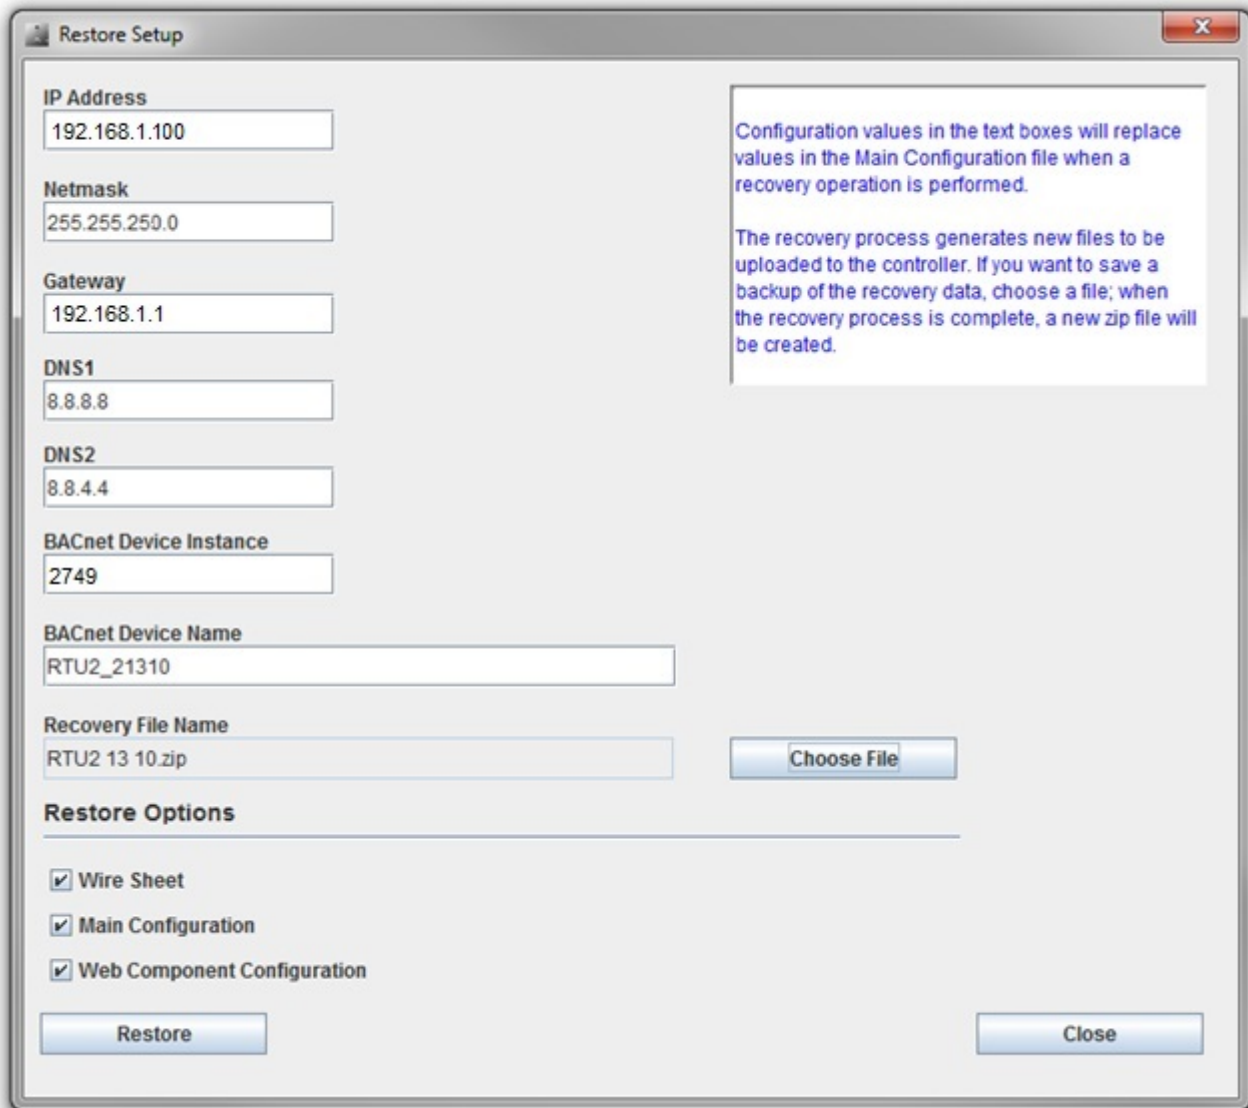 Restore Setup
IP Address
192.168.1.100
Netmask
255.255.250.0
Gateway
192.168.1.1
DNS1
8.8.8.8
DNS2
8.8.4.4
BACnet Device Instance
2749
BACnet Device Name
RTU2_21310
Recovery File Name
RTU2 13 10.zip
Choose File
Configuration values in the text boxes will replace
values in the Main Configuration file when a
recovery operation is performed.
The recovery process generates new files to be
uploaded to the controller. If you want to save a
backup of the recovery data, choose a file; when
the recovery process is complete, a new zip file will
be created.
Restore Options
Wire Sheet
Main Configuration
Web Component Configuration
Restore
Close